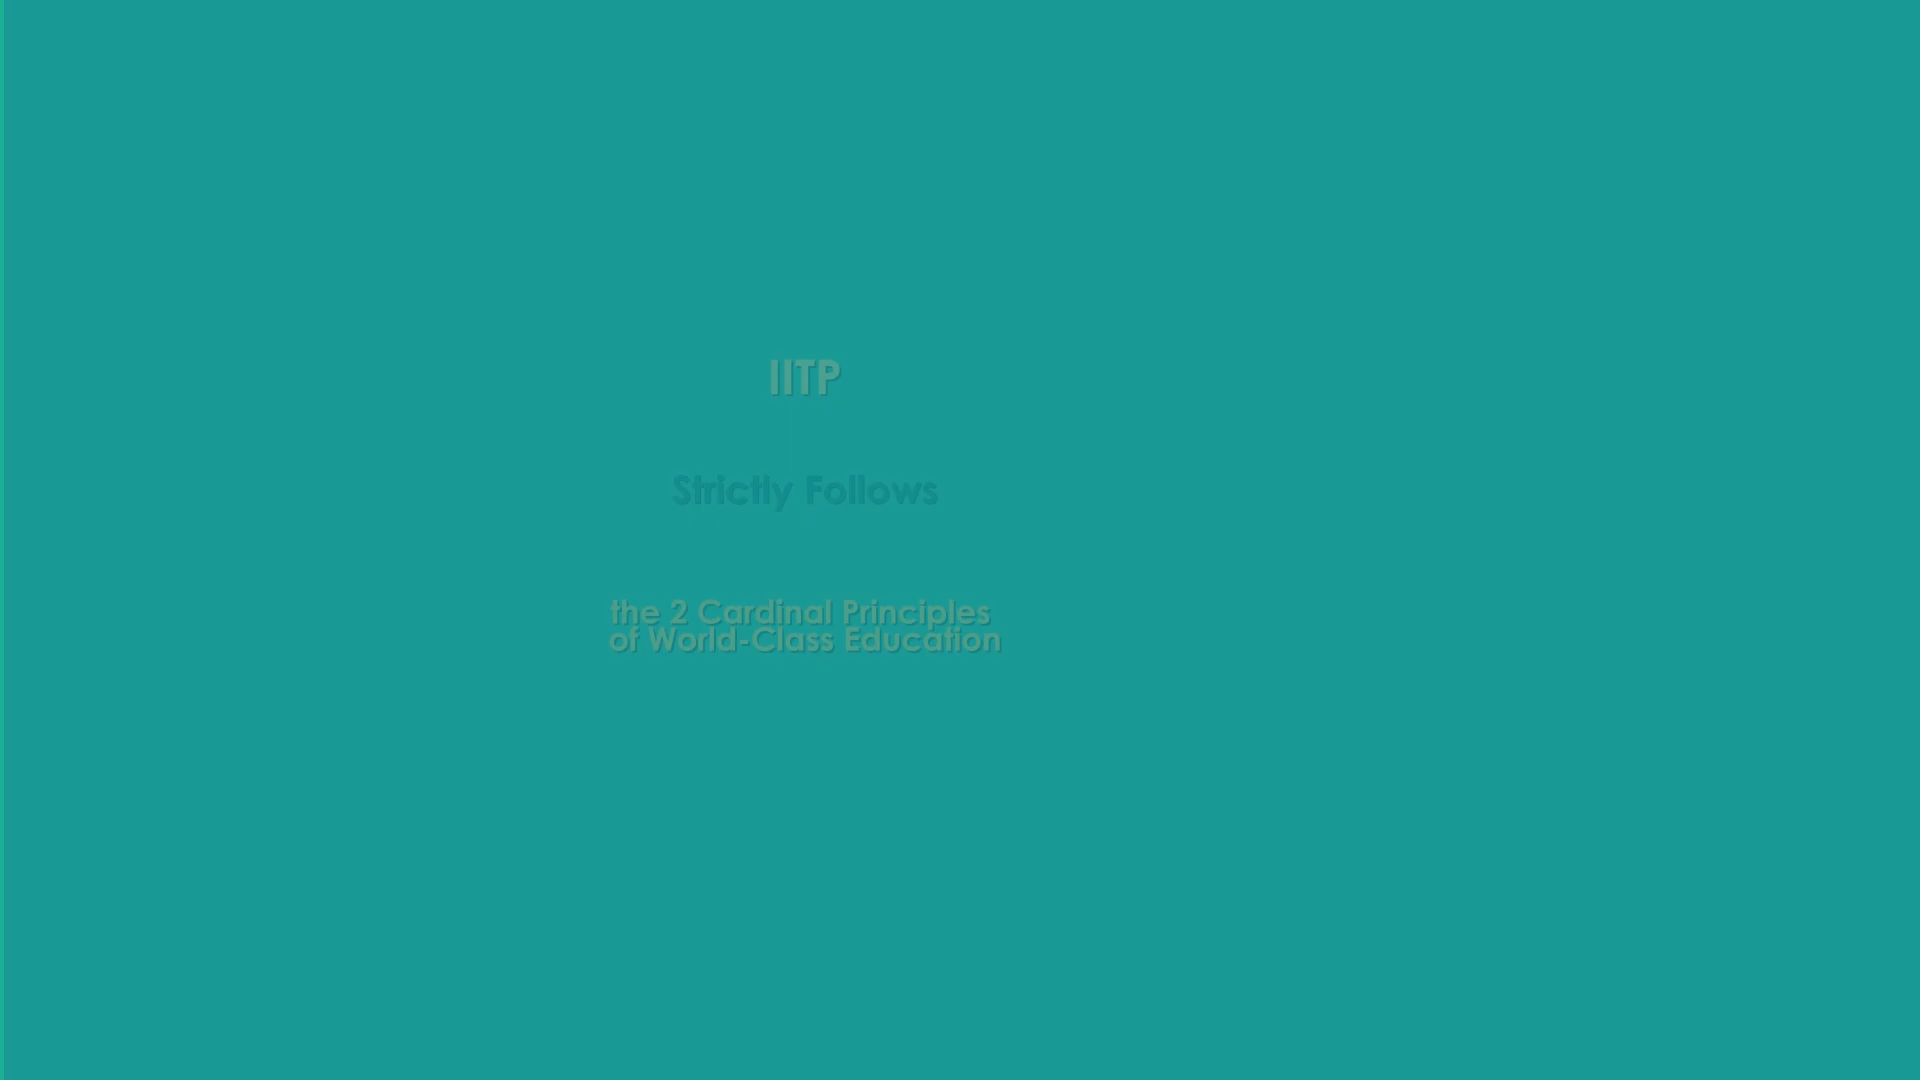 IITP
Strictly Follows
the 2 Cardinal Principles
of World-Class Education